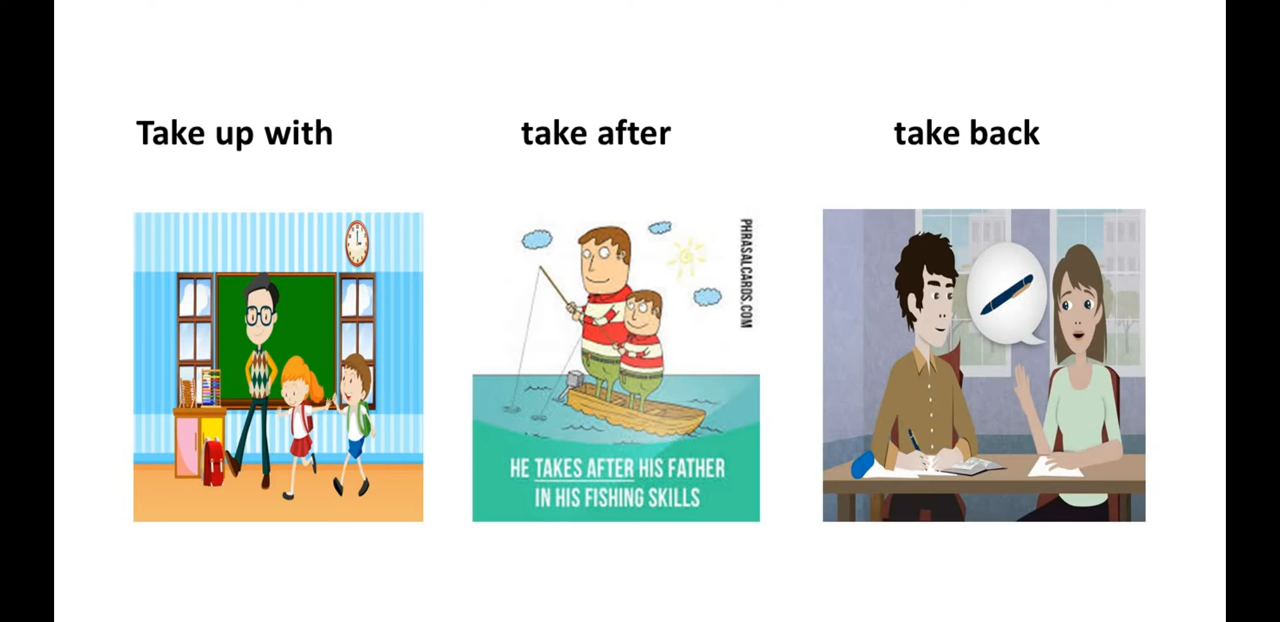 Take up with
take after
take back
PHRASALCARDS.COM
HE TAKES AFTER HIS FATHER
IN HIS FISHING SKILLS